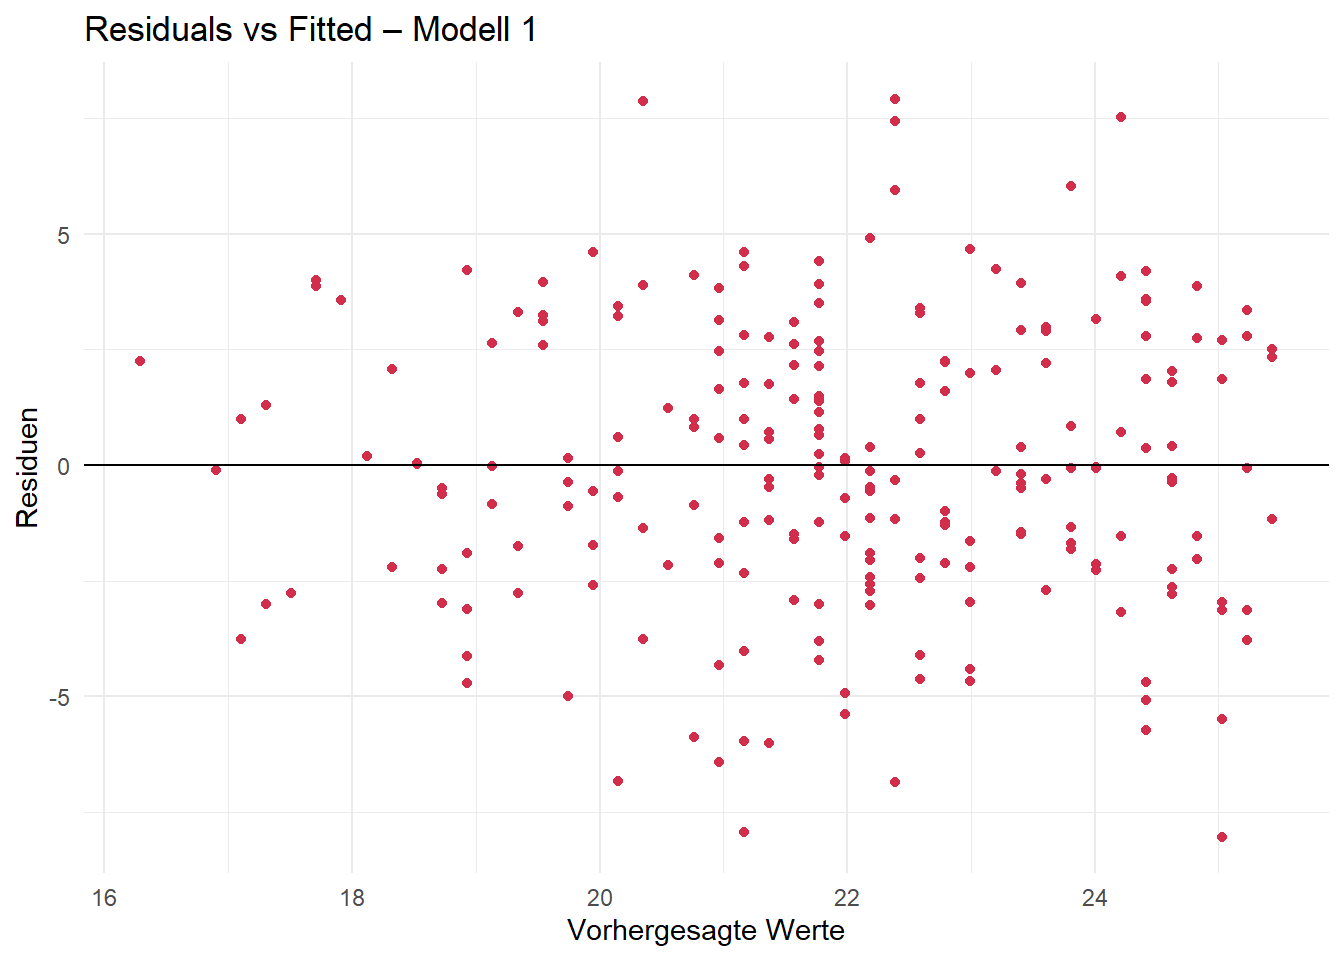 Residuals vs Fitted – Modell 1
5
0
-5
Residuen
16 18 20 22 24
Vorhergesagte Werte